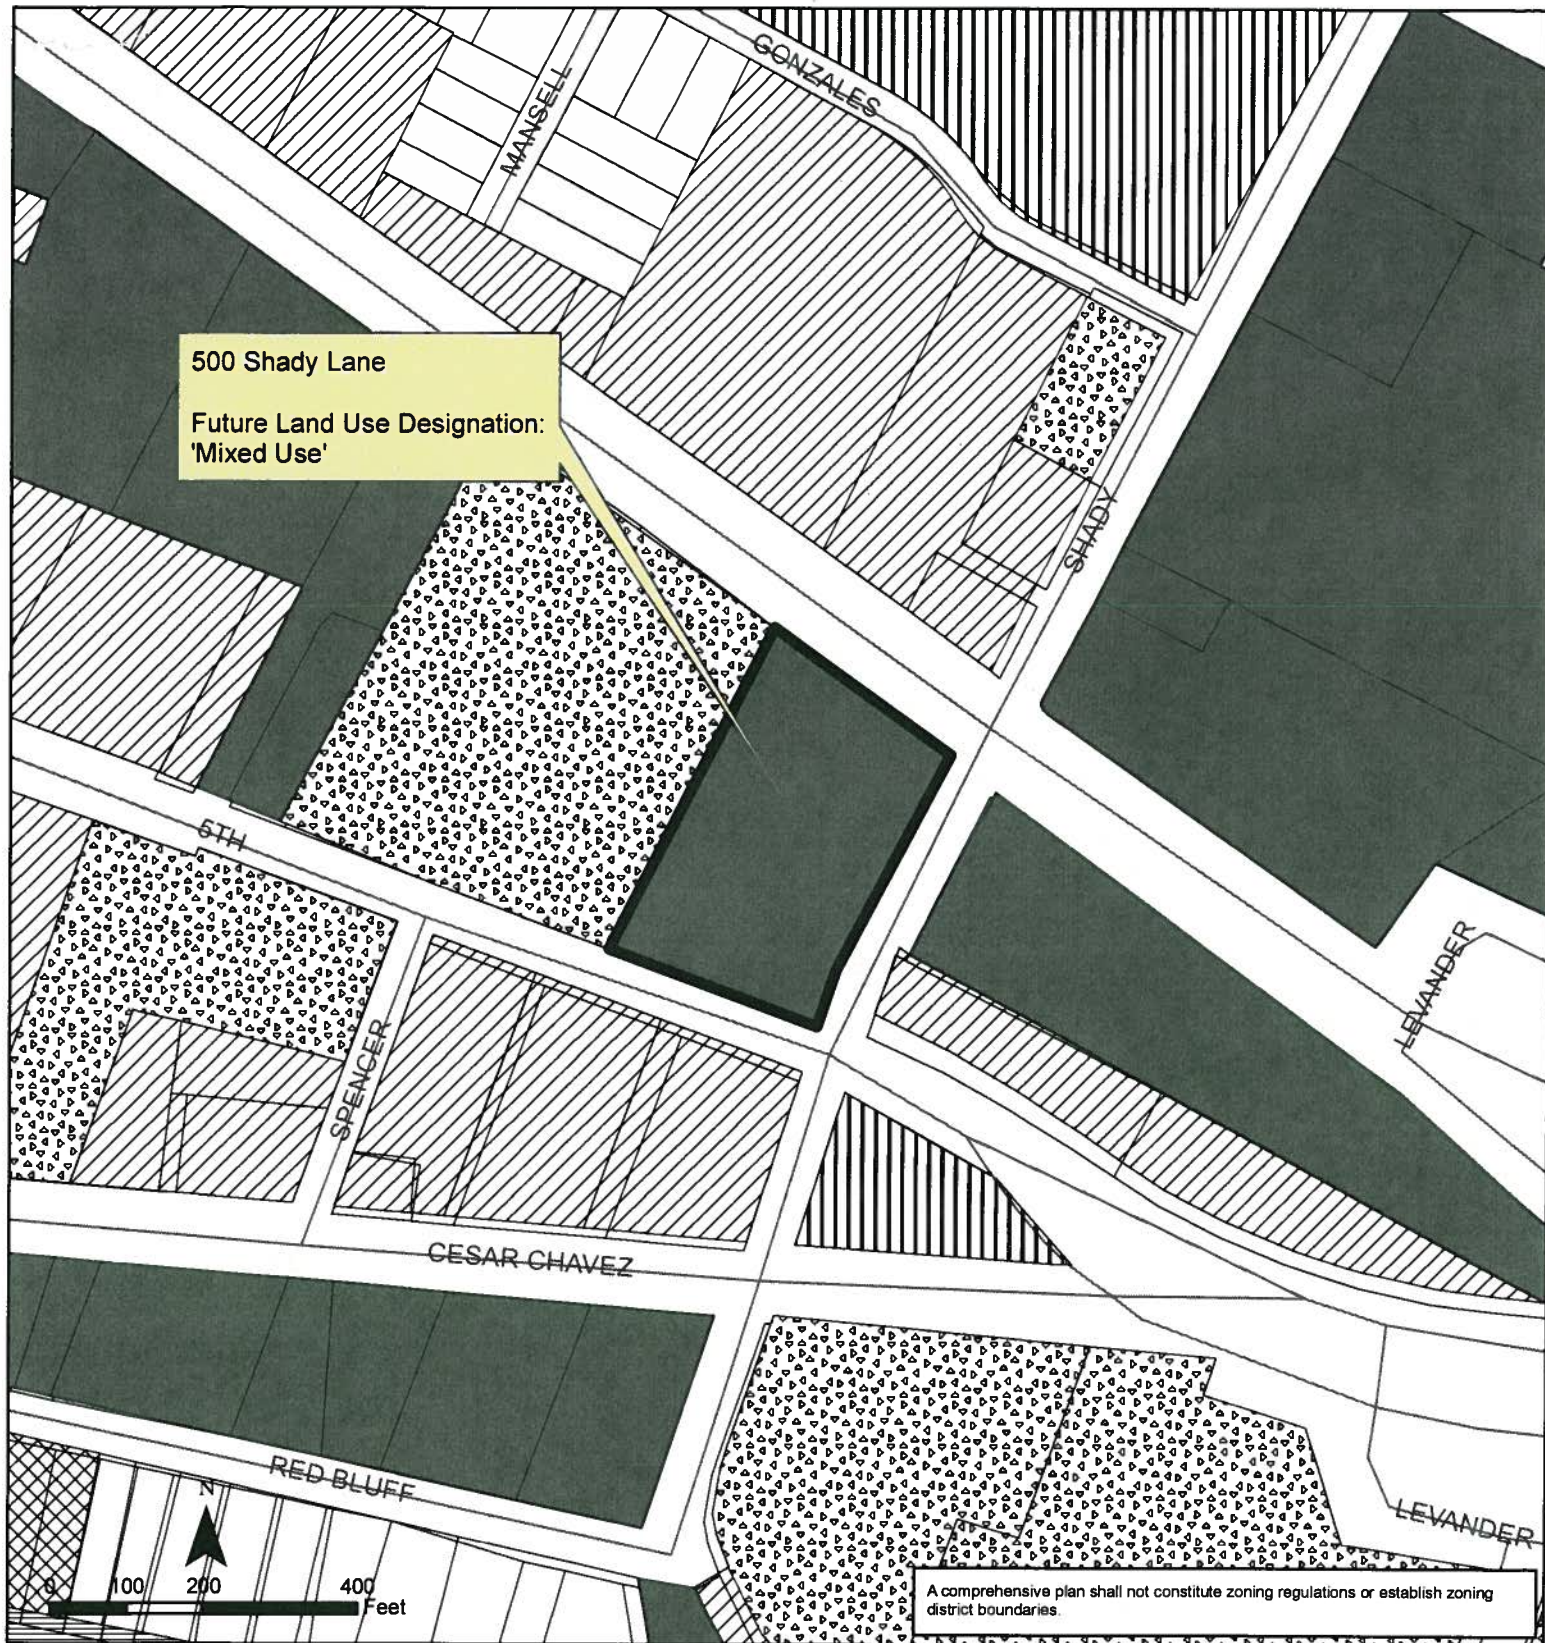 GONZALES
MANSELL
500 Shady Lane
Future Land Use Designation:
'Mixed Use'
SHADY
5TH
LEVANDER
SPENCER
CESAR CHAVEZ
RED BLUFF
LEVANDER
N
0 100 200 400
Feet
A comprehensive plan shall not constitute zoning regulations or establish zoning
district boundaries.